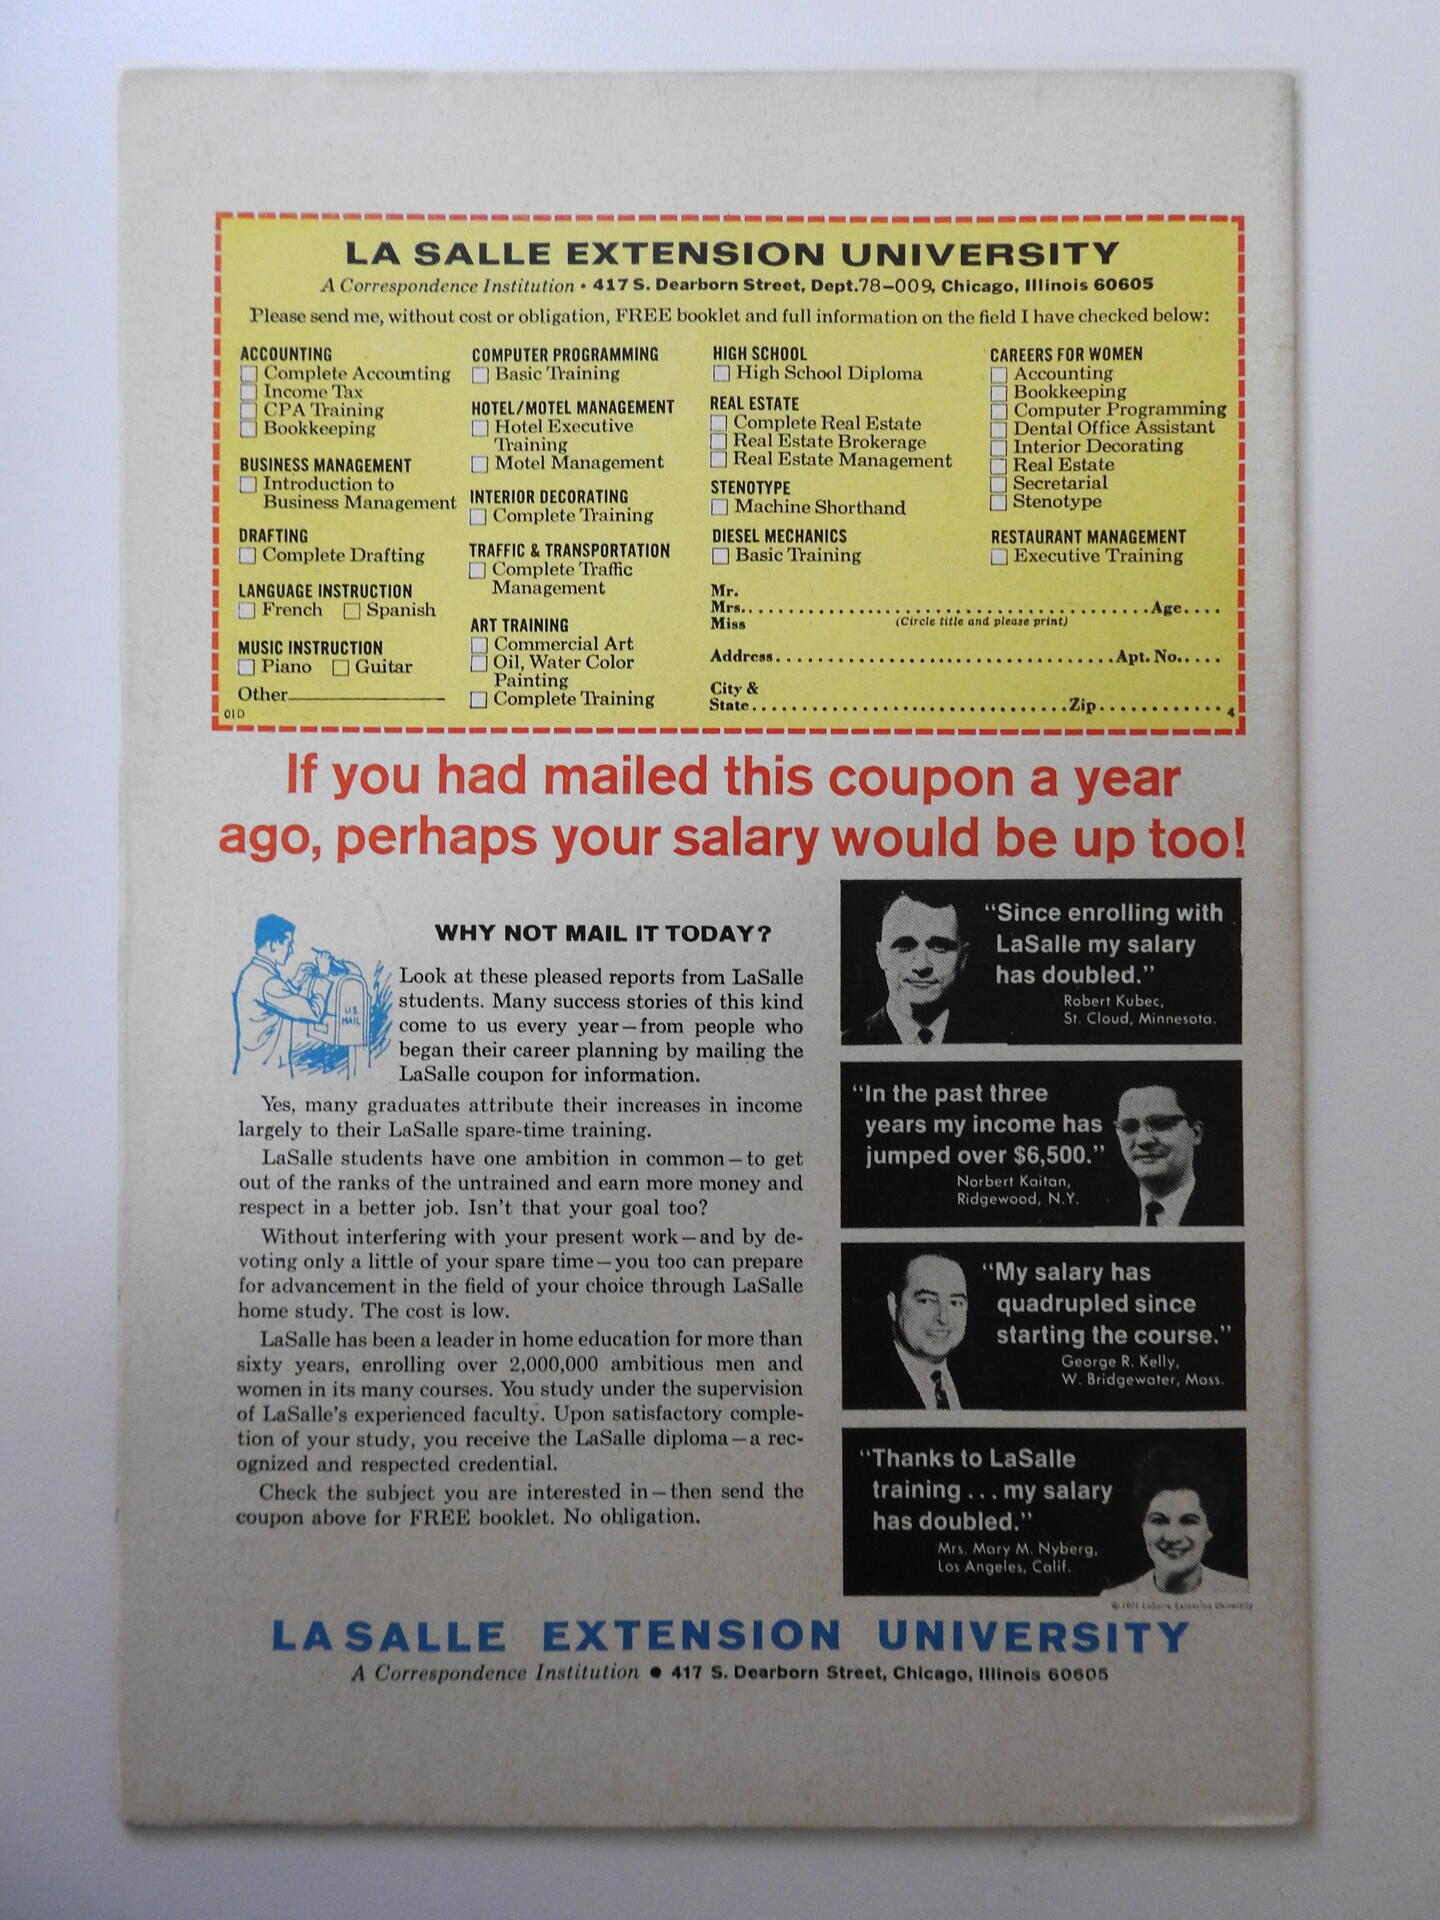 LA SALLE EXTENSION UNIVERSITY
A Correspondence Institution • 417 S. Dearborn Street, Dept. 78-009, Chicago, Illinois 60605
Please send me, without cost or obligation, FREE booklet and full information on the field I have checked below:
ACCOUNTING
Complete Accounting
Income Tax
CPA Training
Bookkeeping
BUSINESS MANAGEMENT
Introduction to
Business Management
DRAFTING
Complete Drafting
LANGUAGE INSTRUCTION
French Spanish
MUSIC INSTRUCTION
Piano Guitar
Other
01D
COMPUTER PROGRAMMING
Basic Training
HOTEL/MOTEL MANAGEMENT
Hotel Executive
Training
Motel Management
INTERIOR DECORATING
Complete Training
TRAFFIC & TRANSPORTATION
Complete Traffic
Management
ART TRAINING
Commercial Art
Oil, Water Color
Painting
Complete Training
HIGH SCHOOL
High School Diploma
REAL ESTATE
Complete Real Estate
Real Estate Brokerage
Real Estate Management
STENOTYPE
Machine Shorthand
DIESEL MECHANICS
Basic Training
CAREERS FOR WOMEN
Accounting
Bookkeeping
Computer Programming
Dental Office Assistant
Interior Decorating
Real Estate
Secretarial
Stenotype
RESTAURANT MANAGEMENT
Executive Training
Mr.
Mrs. Age
Miss (Circle title and please print)
Address Apt. No.
City &
State Zip 4
If you had mailed this coupon a year
ago, perhaps your salary would be up too!
WHY NOT MAIL IT TODAY?
U.S.
MAIL
Look at these pleased reports from LaSalle
students. Many success stories of this kind
come to us every year—from people who
began their career planning by mailing the
LaSalle coupon for information.
Yes, many graduates attribute their increases in income
largely to their LaSalle spare-time training.
LaSalle students have one ambition in common—to get
out of the ranks of the untrained and earn more money and
respect in a better job. Isn't that your goal too?
Without interfering with your present work—and by de-
voting only a little of your spare time—you too can prepare
for advancement in the field of your choice through LaSalle
home study. The cost is low.
LaSalle has been a leader in home education for more than
sixty years, enrolling over 2,000,000 ambitious men and
women in its many courses. You study under the supervision
of LaSalle's experienced faculty. Upon satisfactory comple-
tion of your study, you receive the LaSalle diploma—a rec-
ognized and respected credential.
Check the subject you are interested in—then send the
coupon above for FREE booklet. No obligation.
"Since enrolling with
LaSalle my salary
has doubled."
Robert Kubec,
St. Cloud, Minnesota.
"In the past three
years my income has
jumped over $6,500."
Norbert Kaitan,
Ridgewood, N.Y.
"My salary has
quadrupled since
starting the course."
George R. Kelly,
W. Bridgewater, Mass.
"Thanks to LaSalle
training . . . my salary
has doubled."
Mrs. Mary M. Nyberg,
Los Angeles, Calif.
© 1971 LaSalle Extension University
LA SALLE EXTENSION UNIVERSITY
A Correspondence Institution • 417 S. Dearborn Street, Chicago, Illinois 60605